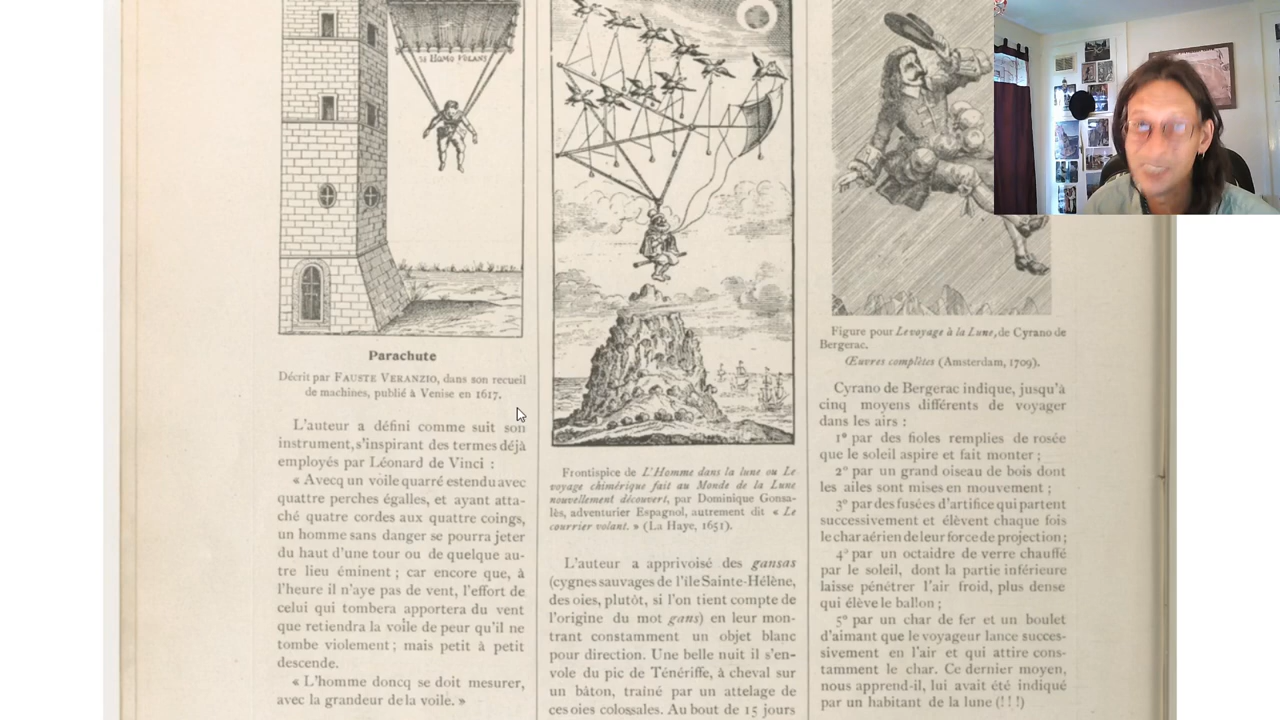 24 HOMO VOLANS
Parachute
Décrit par FAUSTE VERANZIO, dans son recueil
de machines, publié à Venise en 1617.
L'auteur a défini comme suit son
instrument, s'inspirant des termes déjà
employés par Léonard de Vinci :
« Avecq un voile quarré estendu avec
quattre perches égalles, et ayant atta-
ché quatre cordes aux quattre coings,
un homme sans danger se pourra jeter
du haut d'une tour ou de quelque au-
tre lieu éminent ; car encore que, à
l'heure il n'aye pas de vent, l'effort de
celui qui tombera apportera du vent
que retiendra la voile de peur qu'il ne
tombe violement ; mais petit à petit
descende.
« L'homme doncq se doit mesurer,
avec la grandeur de la voile. »
Frontispice de L'Homme dans la lune ou Le
voyage chimérique fait au Monde de la Lune
nouvellement découvert, par Dominique Gonsa-
lès, adventurier Espagnol, autrement dit « Le
courrier volant. » (La Haye, 1651).
L'auteur a apprivoisé des gansas
(cygnes sauvages de l'île Sainte-Hélène,
des oies, plutôt, si l'on tient compte de
l'origine du mot gans) en leur mon-
trant constamment un objet blanc
pour direction. Une belle nuit il s'en-
vole du pic de Ténériffe, à cheval sur
un bâton, traîné par un attelage de
ces oies colossales. Au bout de 15 jours
Figure pour Le voyage à la Lune, de Cyrano de
Bergerac.
Œuvres complètes (Amsterdam, 1709).
Cyrano de Bergerac indique, jusqu'à
cinq moyens différents de voyager
dans les airs :
1° par des fioles remplies de rosée
que le soleil aspire et fait monter ;
2° par un grand oiseau de bois dont
les ailes sont mises en mouvement ;
3° par des fusées d'artifice qui partent
successivement et élèvent chaque fois
le char aérien de leur force de projection ;
4° par un octaidre de verre chauffé
par le soleil, dont la partie inférieure
laisse pénétrer l'air froid, plus dense
qui élève le ballon ;
5° par un char de fer et un boulet
d'aimant que le voyageur lance succes-
sivement en l'air et qui attire cons-
tamment le char. Ce dernier moyen,
nous apprend-il, lui avait été indiqué
par un habitant de la lune (!!!)